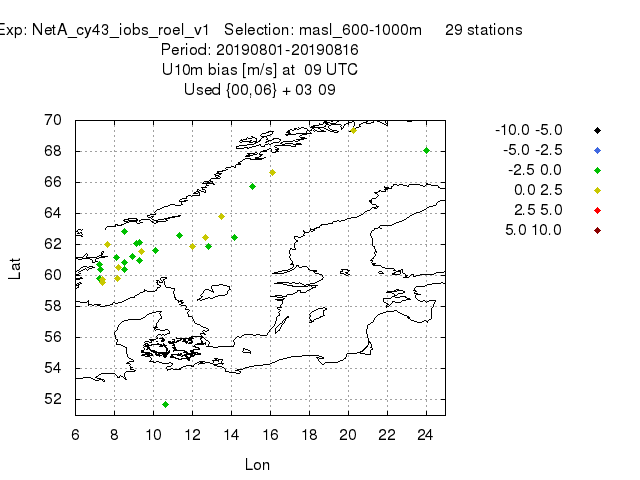 Exp: NetA_cy43_iobs_roel_v1 Selection: masl_600-1000m 29 stations
Period: 20190801-20190816
U10m bias [m/s] at 09 UTC
Used {00,06} + 03 09
70
68
66
64
62
60
58
56
54
52
6 8 10 12 14 16 18 20 22 24
Lat
Lon
-10.0 -5.0
-5.0 -2.5
-2.5 0.0
0.0 2.5
2.5 5.0
5.0 10.0